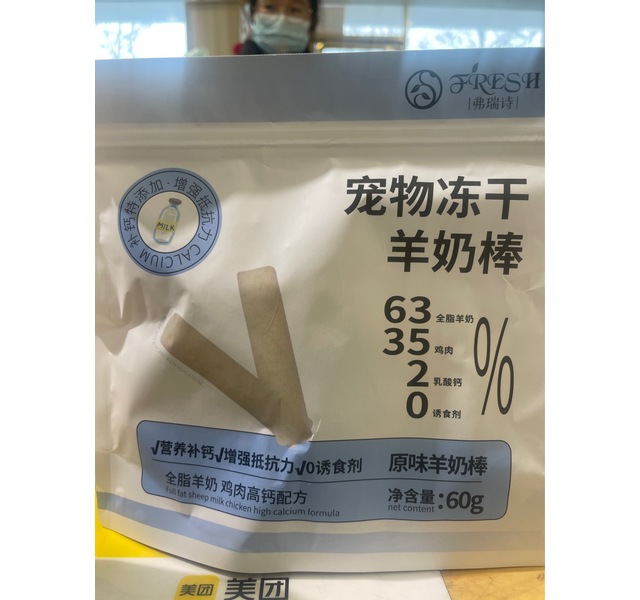 FRESH
弗瑞诗
补钙特添加·增强抵抗力 CALCIUM
MILK
宠物冻干
羊奶棒
63 全脂羊奶
35 鸡肉
2 乳酸钙
0 诱食剂
%
√营养补钙√增强抵抗力√0诱食剂
全脂羊奶 鸡肉高钙配方
Full fat sheep milk chicken high calcium formula
原味羊奶棒
净含量:60g
net content
美团 美团